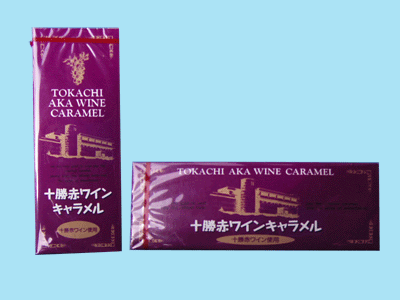 TOKACHI
AKA WINE
CARAMEL
十勝赤ワイン
キャラメル
十勝赤ワイン使用
TOKACHI AKA WINE CARAMEL
十勝赤ワインキャラメル
十勝赤ワイン使用